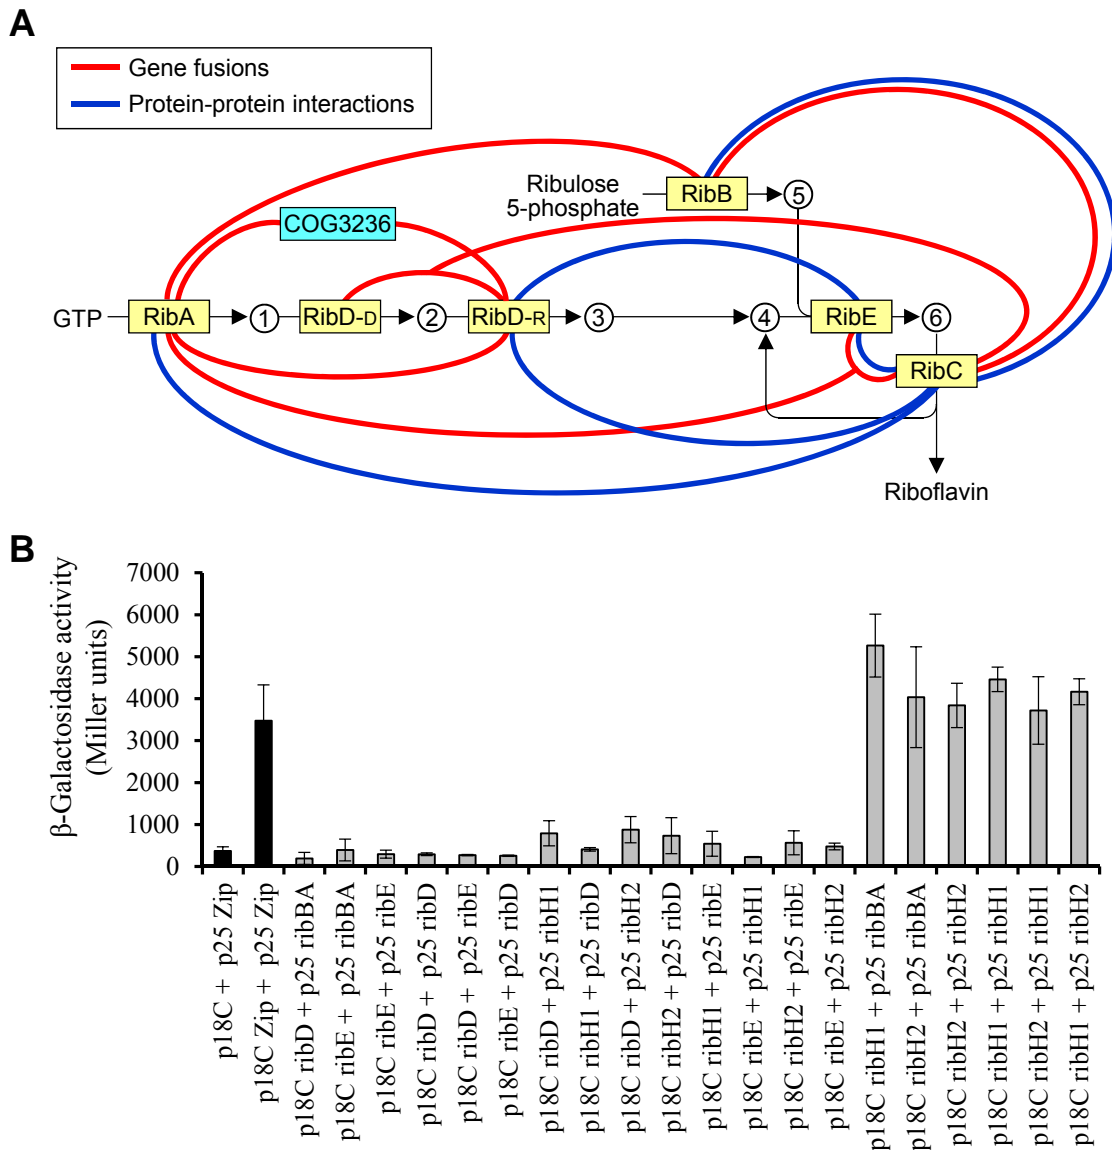 A
Gene fusions
Protein-protein interactions
Ribulose
5-phosphate
RibB
5
COG3236
GTP
RibA
1
RibD-D
2
RibD-R
3
4
RibE
6
RibC
Riboflavin
B
β-Galactosidase activity
(Miller units)
7000
6000
5000
4000
3000
2000
1000
0
p18C + p25 Zip
p18C Zip + p25 Zip
p18C ribD + p25 ribBA
p18C ribE + p25 ribBA
p18C ribE + p25 ribE
p18C ribD + p25 ribD
p18C ribD + p25 ribE
p18C ribE + p25 ribD
p18C ribD + p25 ribH1
p18C ribH1 + p25 ribD
p18C ribD + p25 ribH2
p18C ribH2 + p25 ribD
p18C ribH1 + p25 ribE
p18C ribE + p25 ribH1
p18C ribH2 + p25 ribE
p18C ribE + p25 ribH2
p18C ribH1 + p25 ribBA
p18C ribH2 + p25 ribBA
p18C ribH2 + p25 ribH2
p18C ribH1 + p25 ribH1
p18C ribH2 + p25 ribH1
p18C ribH1 + p25 ribH2